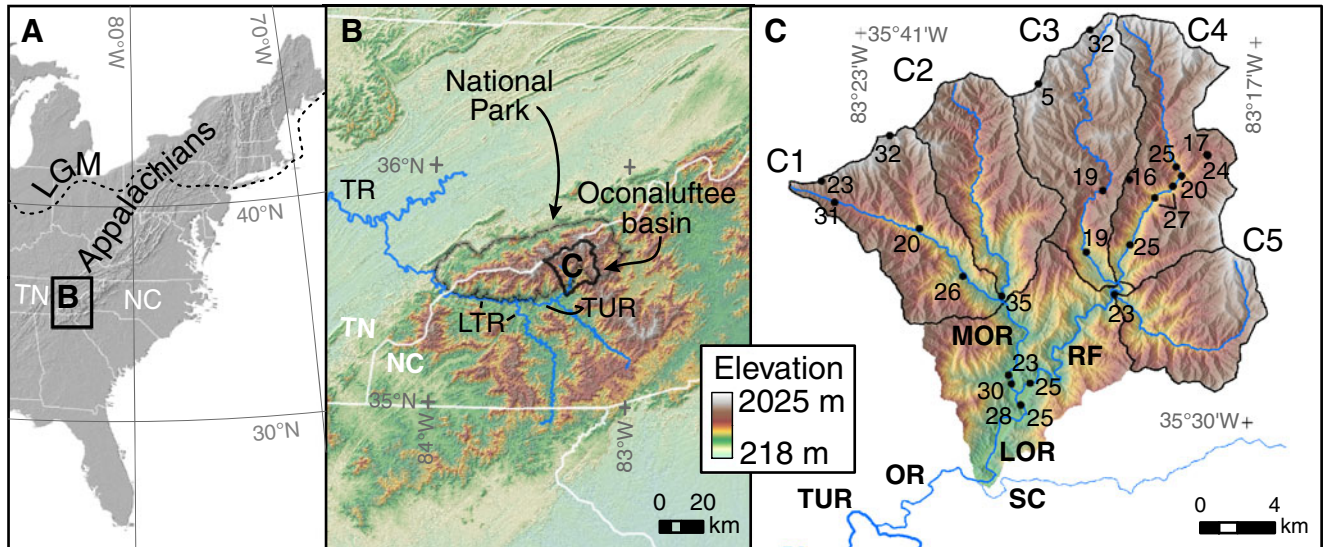 A
80°W
70°W
LGM
Appalachians
40°N
TN
B
NC
30°N
B
National
Park
36°N
TR
Oconaluftee
basin
C
LTR
TUR
TN
NC
35°N
84°W
83°W
0 20
km
Elevation
2025 m
218 m
C
83°23'W
+35°41'W
C3
C4
C2
83°17'W +
32
5
32
C1
23
31
20
26
35
19
16
25
17
24
20
27
19
25
C5
23
MOR
RF
23
30
25
28
25
35°30'W+
LOR
OR
SC
TUR
0 4
km